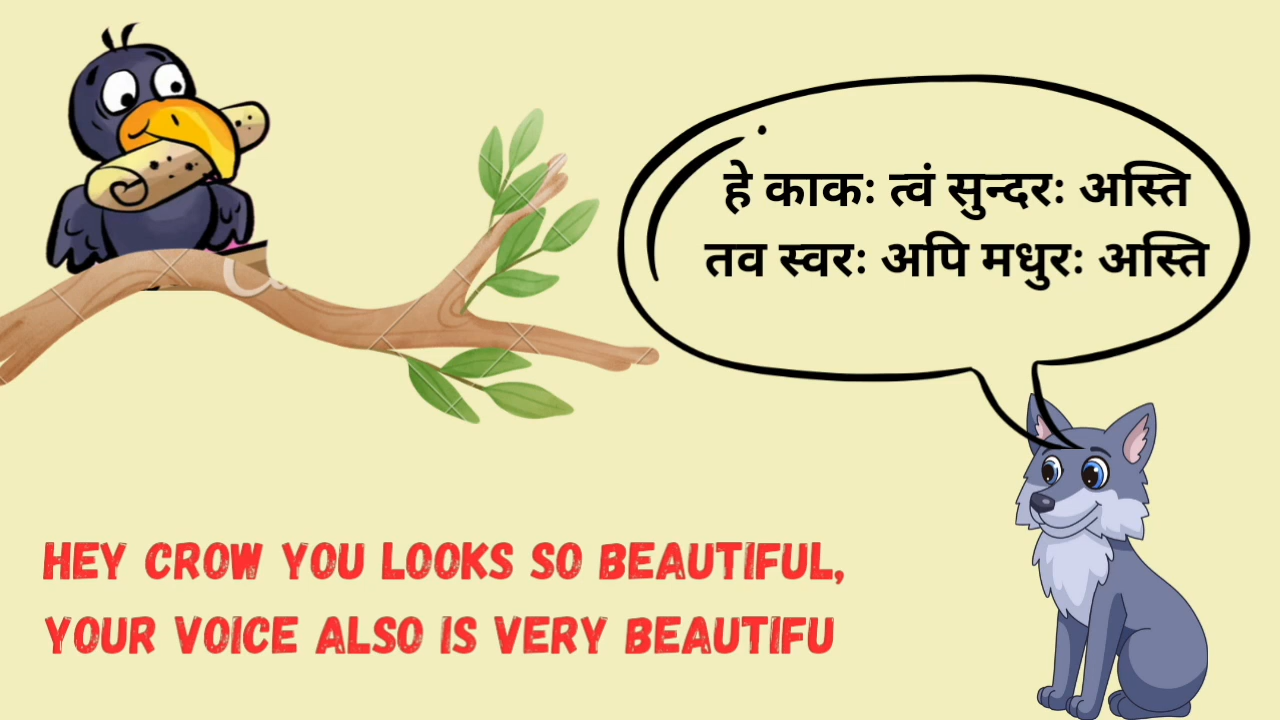 हे काकः त्वं सुन्दरः अस्ति
तव स्वरः अपि मधुरः अस्ति
HEY CROW YOU LOOKS SO BEAUTIFUL,
YOUR VOICE ALSO IS VERY BEAUTIFU